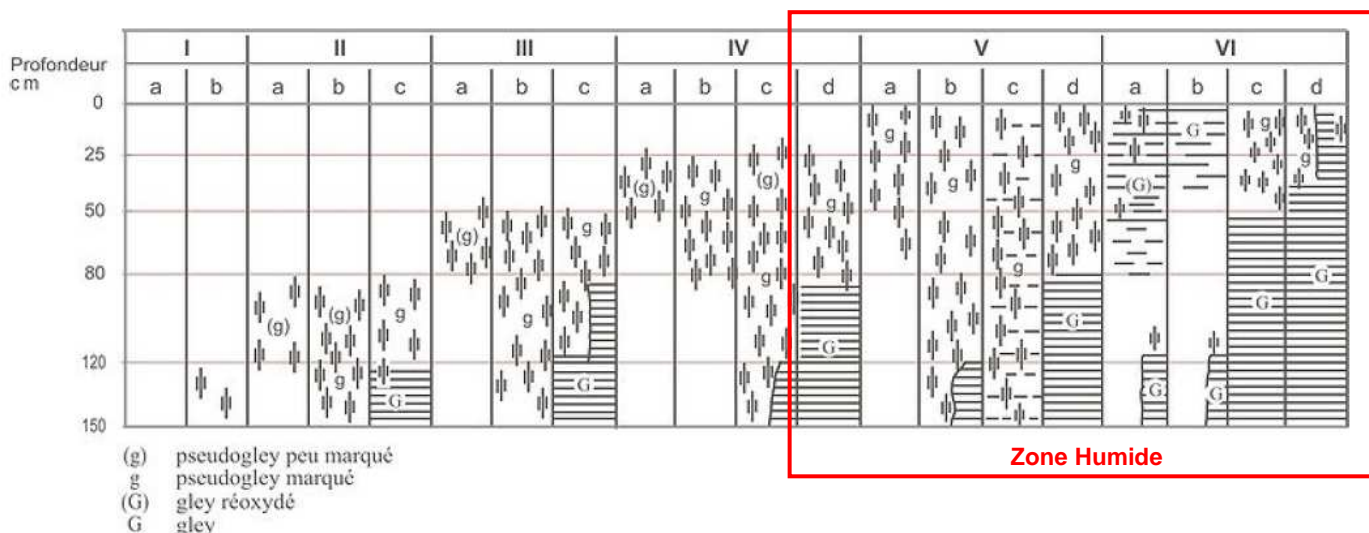 I II III IV V VI
Profondeur
cm
a b a b c a b c a b c d a b c d a b c d
0
25
50
80
120
150
(g) (g) g g (g) g g G (g) g g G (g) g (g) g g G g g g g G (G) G G G g G g G
Zone Humide
(g) pseudogley peu marqué
g pseudogley marqué
(G) gley réoxydé
G gley